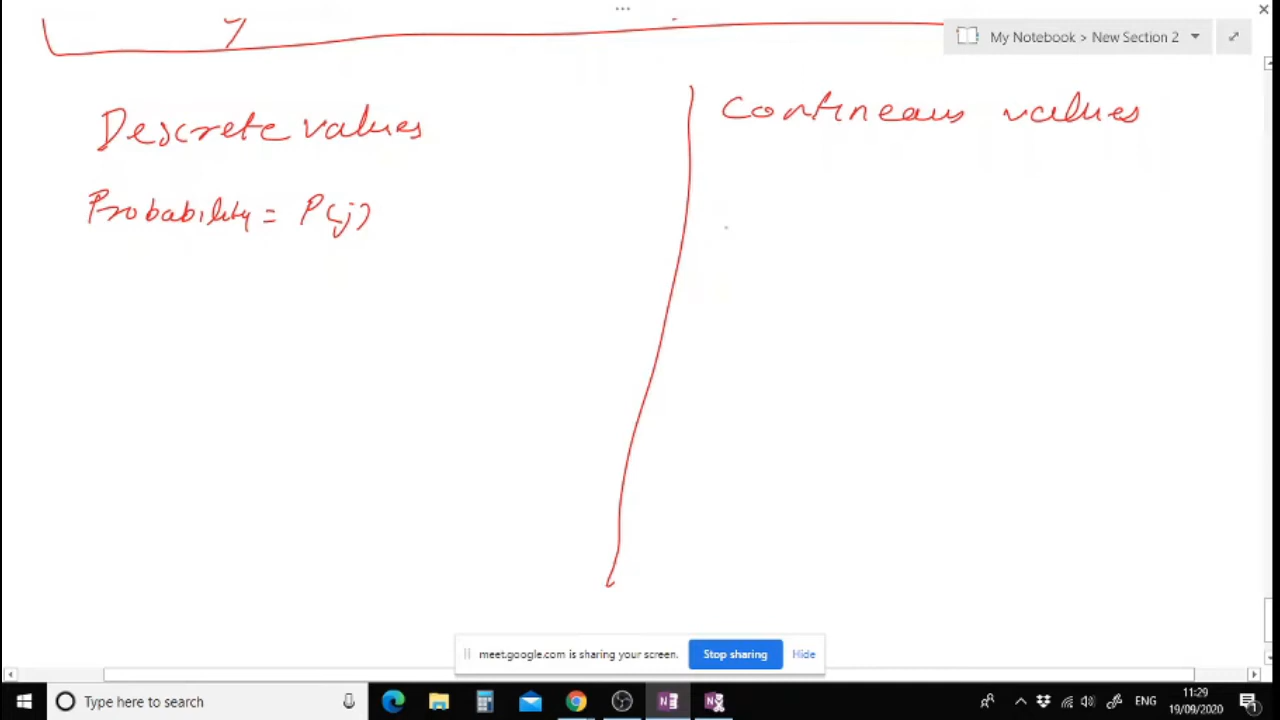 My Notebook > New Section 2
Descrete values
Contineaus values
Probability = P(j)
meet.google.com is sharing your screen.
Stop sharing
Hide
Type here to search
ENG
11:29
19/09/2020